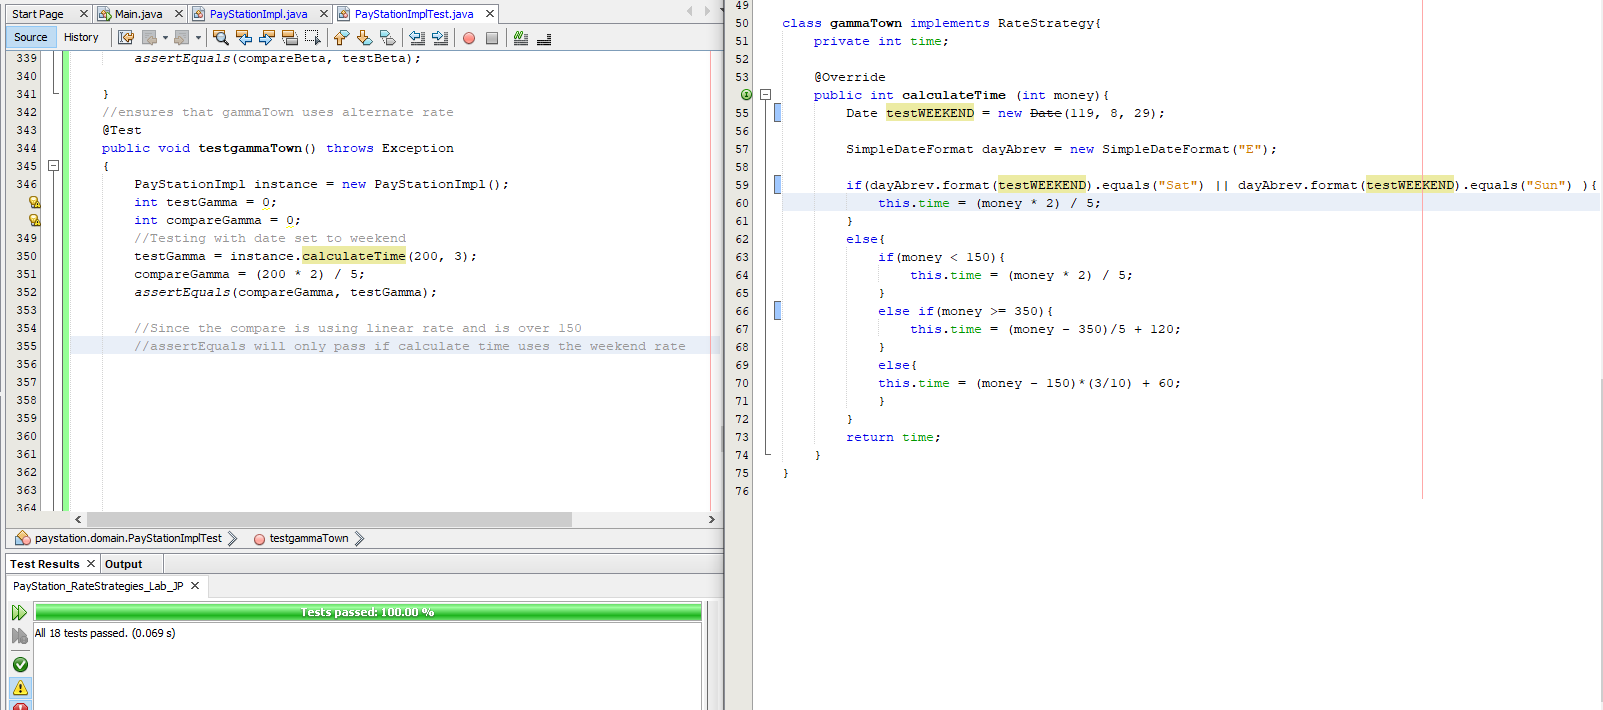 Start Page Main.java PayStationImpl.java PayStationImplTest.java
Source History
339 assertEquals(compareBeta, testBeta);
340
341 }
342 //ensures that gammaTown uses alternate rate
343 @Test
344 public void testgammaTown() throws Exception
345 {
346 PayStationImpl instance = new PayStationImpl();
int testGamma = 0;
int compareGamma = 0;
349 //Testing with date set to weekend
350 testGamma = instance.calculateTime(200, 3);
351 compareGamma = (200 * 2) / 5;
352 assertEquals(compareGamma, testGamma);
353
354 //Since the compare is using linear rate and is over 150
355 //assertEquals will only pass if calculate time uses the weekend rate
356
357
358
359
360
361
362
363
364
paystation.domain.PayStationImplTest testgammaTown
Test Results Output
PayStation_RateStrategies_Lab_JP
Tests passed: 100.00 %
All 18 tests passed. (0.069 s)
49
50 class gammaTown implements RateStrategy{
51 private int time;
52
53 @Override
public int calculateTime (int money){
55 Date testWEEKEND = new Date(119, 8, 29);
56
57 SimpleDateFormat dayAbrev = new SimpleDateFormat("E");
58
59 if(dayAbrev.format(testWEEKEND).equals("Sat") || dayAbrev.format(testWEEKEND).equals("Sun") ){
60 this.time = (money * 2) / 5;
61 }
62 else{
63 if(money < 150){
64 this.time = (money * 2) / 5;
65 }
66 else if(money >= 350){
67 this.time = (money - 350)/5 + 120;
68 }
69 else{
70 this.time = (money - 150)*(3/10) + 60;
71 }
72 }
73 return time;
74 }
75 }
76